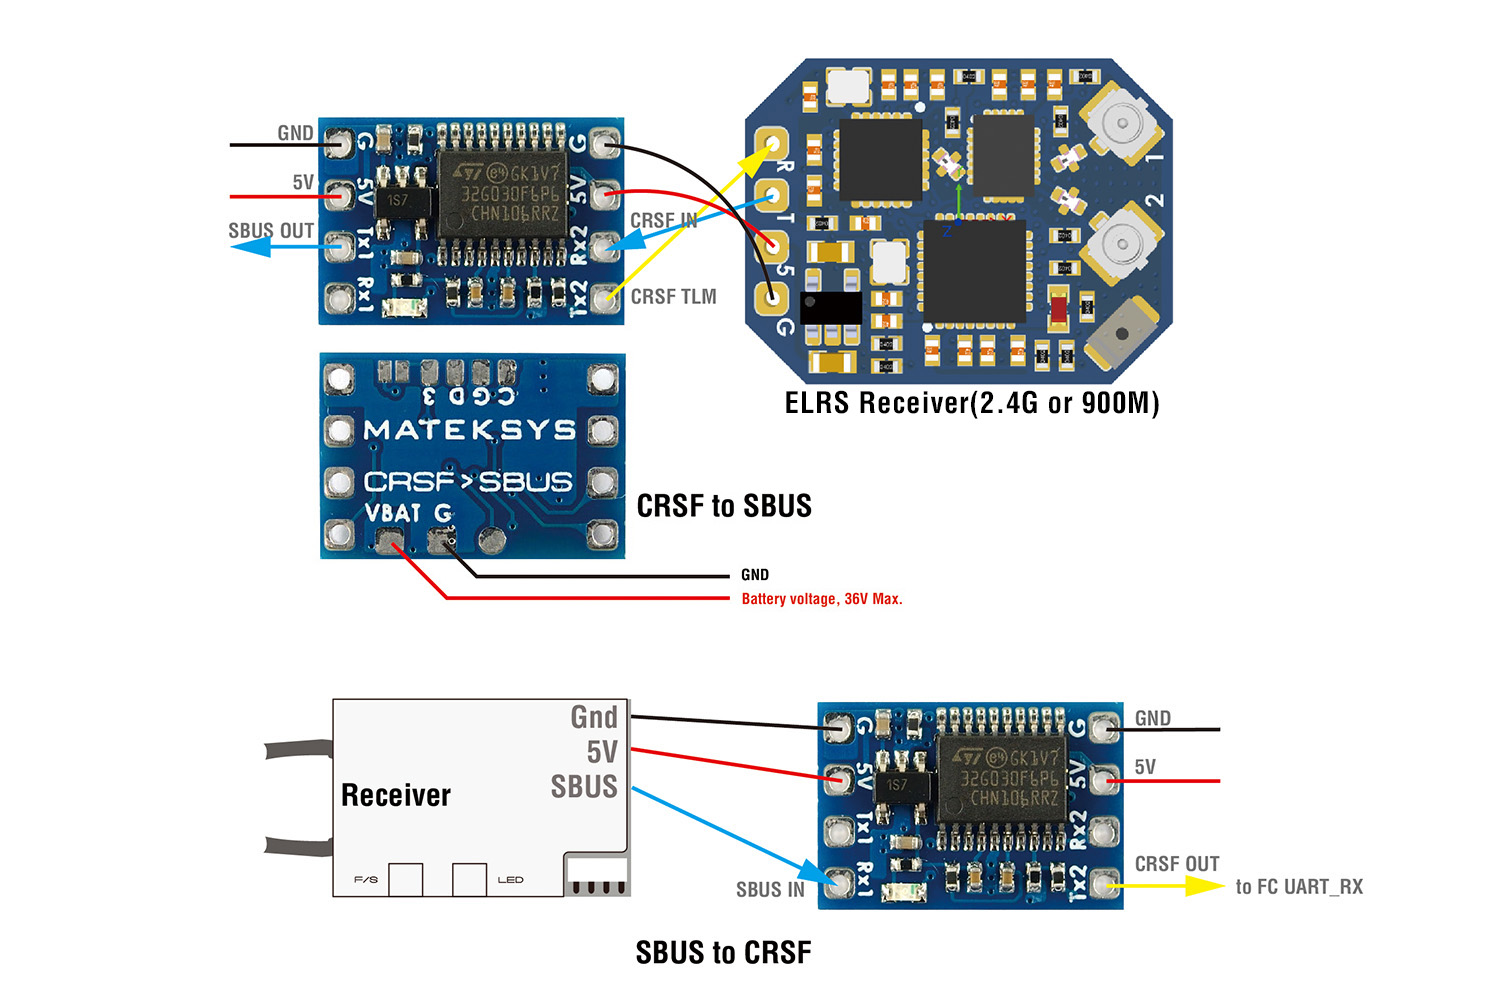 GND
5V
SBUS OUT
G
5V
Tx1
Rx1
1S7
e4 GK1V7
32G030F6P6
CHN106RRZ
G
5V
Rx2
Tx2
CRSF IN
CRSF TLM
R
T
5
G
Z
1
2
ELRS Receiver(2.4G or 900M)
C G D 3
MATEKSYS
CRSF>SBUS
VBAT G
CRSF to SBUS
GND
Battery voltage, 36V Max.
Receiver
Gnd
5V
SBUS
F/S
LED
SBUS IN
G
5V
Tx1
Rx1
1S7
e4 GK1V7
32G030F6P6
CHN106RRZ
G
5V
Rx2
Tx2
GND
5V
CRSF OUT
to FC UART_RX
SBUS to CRSF